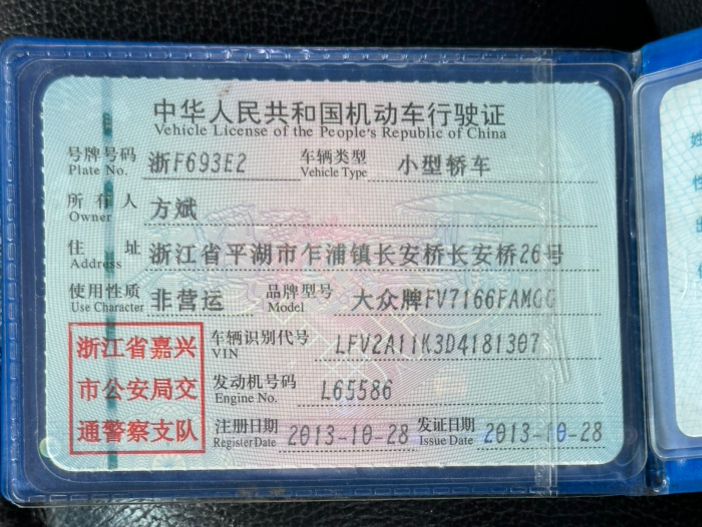 中华人民共和国机动车行驶证
Vehicle License of the People's Republic of China
号牌号码 浙F693E2 车辆类型 小型轿车
Plate No. Vehicle Type
所有人 方斌
Owner
住址 浙江省平湖市乍浦镇长安桥长安桥26号
Address
使用性质 非营运 品牌型号 大众牌FV7166FAMGG
Use Character Model
浙江省嘉兴 车辆识别代号 LFV2A11K3D4181307
VIN
市公安局交 发动机号码 L65586
Engine No.
通警察支队 注册日期 2013-10-28 发证日期 2013-10-28
Register Date Issue Date